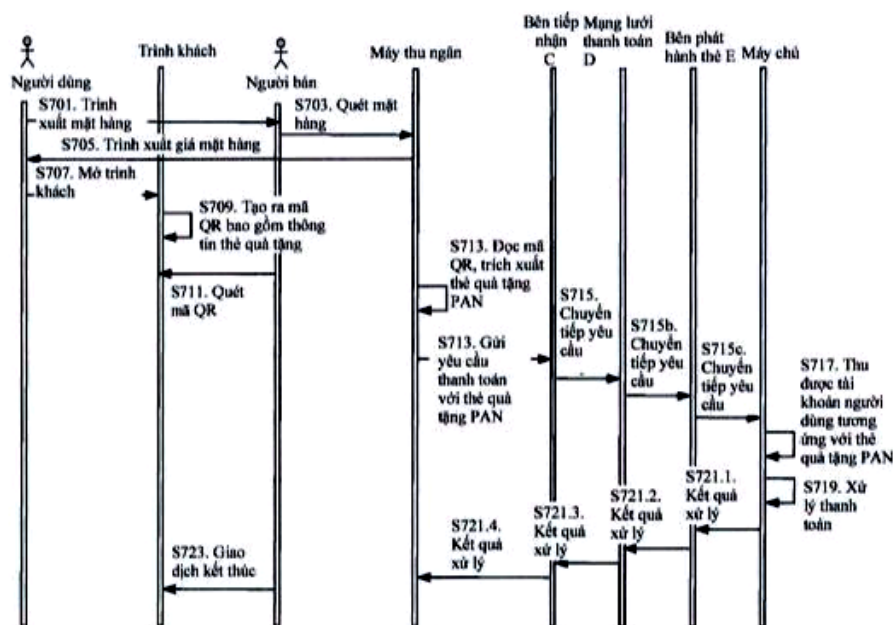 Bên tiếp
nhận
C
Mạng lưới
thanh toán
D
Bên phát
hành thẻ E
Máy chủ
Trình khách
Máy thu ngân
Người dùng
Người bán
S701. Trình
xuất mặt hàng
S703. Quét mặt
hàng
S705. Trình xuất giá mặt hàng
S707. Mở trình
khách
S709. Tạo ra mã
QR bao gồm thông
tin thẻ quà tặng
S711. Quét
mã QR
S713. Đọc mã
QR, trích xuất
thẻ quà tặng
PAN
S713. Gửi
yêu cầu
thanh toán
với thẻ quà
tặng PAN
S715.
Chuyển
tiếp yêu
cầu
S715b.
Chuyển
tiếp yêu
cầu
S715c.
Chuyển
tiếp yêu
cầu
S717. Thu
được tài
khoản người
dùng tương
ứng với thẻ
quà tặng PAN
S719. Xử
lý thanh
toán
S721.1.
Kết quả
xử lý
S721.2.
Kết quả
xử lý
S721.3.
Kết quả
xử lý
S721.4.
Kết quả
xử lý
S723. Giao
dịch kết thúc